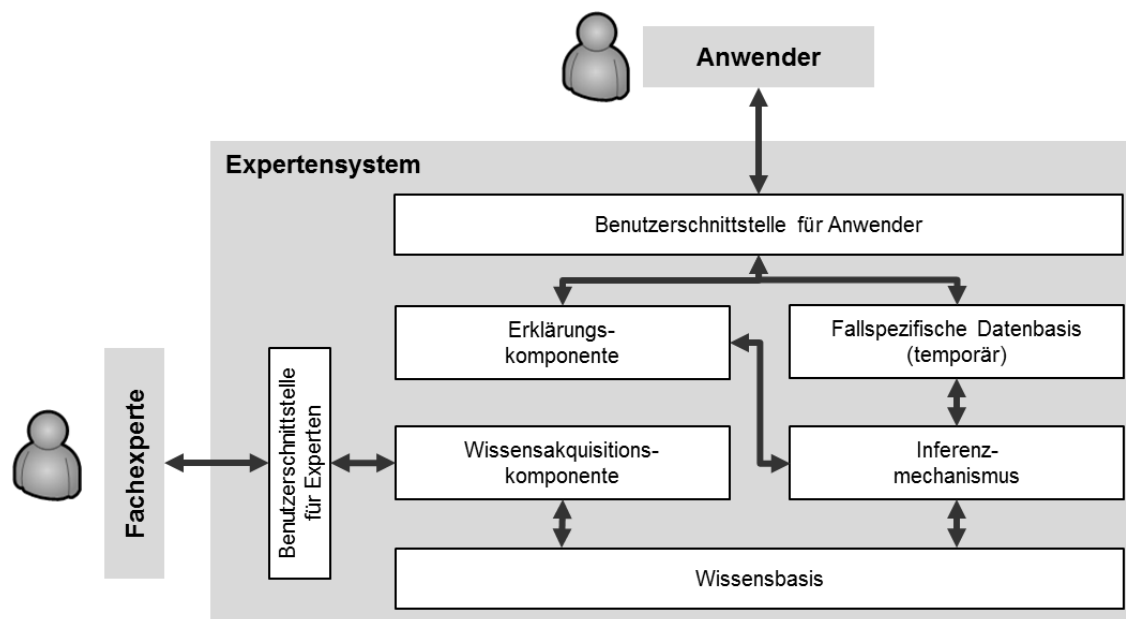 Anwender
Expertensystem
Benutzerschnittstelle für Anwender
Erklärungs-
komponente
Fallspezifische Datenbasis
(temporär)
Fachexperte
Benutzerschnittstelle
für Experten
Wissensakquisitions-
komponente
Inferenz-
mechanismus
Wissensbasis